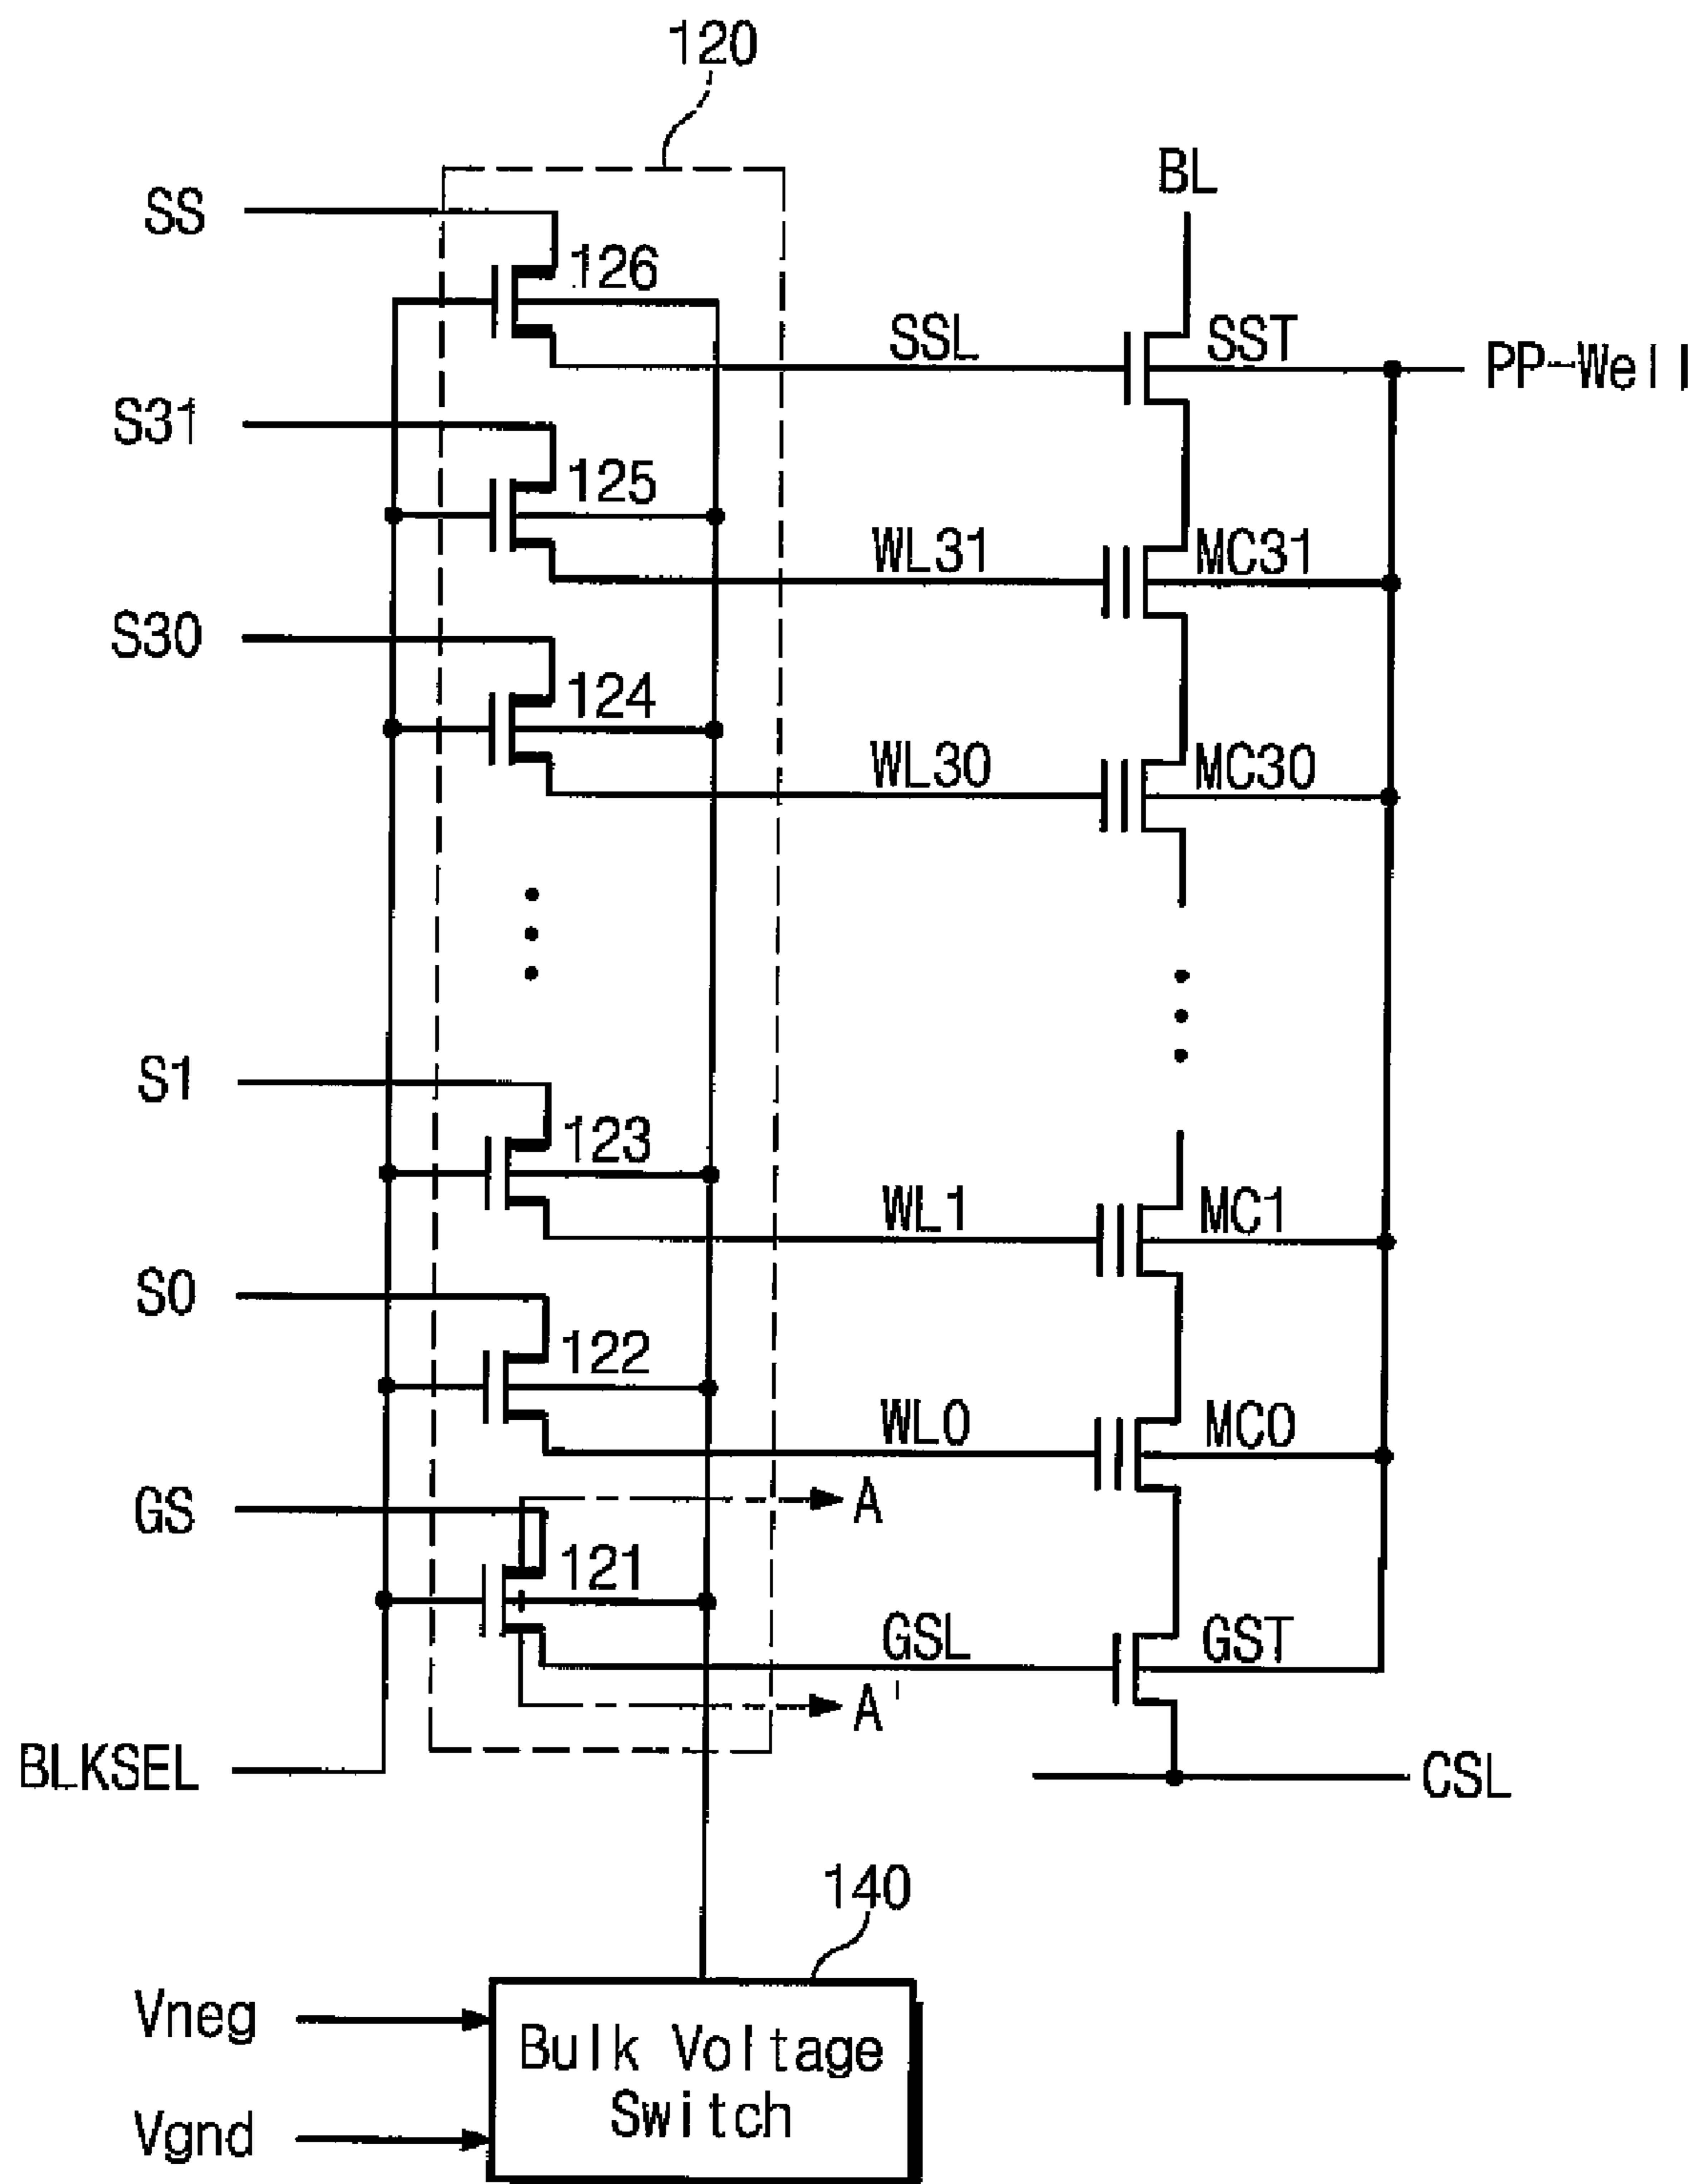 120
BL
SS
126
SSL
SST
PP-Well
S31
125
WL31
MC31
S30
124
WL30
MC30
S1
123
WL1
MC1
S0
122
WL0
MC0
GS
A
121
GSL
GST
A'
BLKSEL
CSL
140
Vneg
Bulk Voltage
Switch
Vgnd